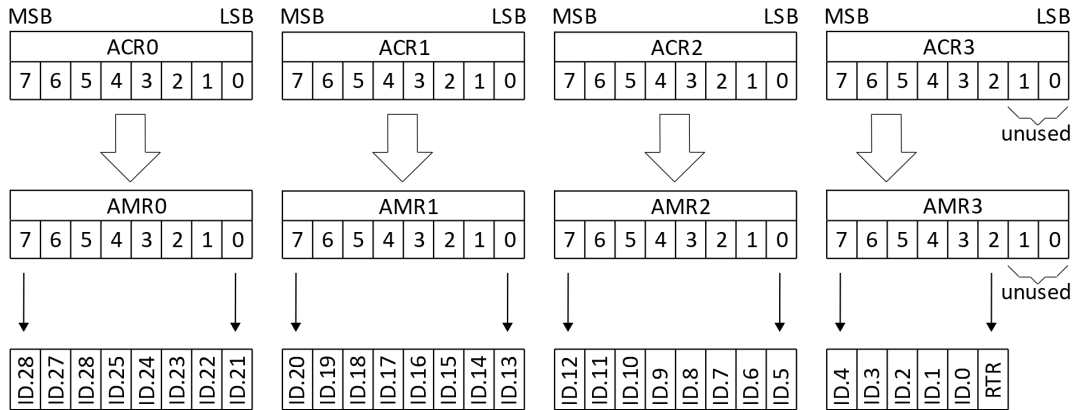 MSB LSB MSB LSB MSB LSB MSB LSB
ACR0 ACR1 ACR2 ACR3
7 6 5 4 3 2 1 0 7 6 5 4 3 2 1 0 7 6 5 4 3 2 1 0 7 6 5 4 3 2 1 0
unused
AMR0 AMR1 AMR2 AMR3
7 6 5 4 3 2 1 0 7 6 5 4 3 2 1 0 7 6 5 4 3 2 1 0 7 6 5 4 3 2 1 0
unused
ID.28 ID.27 ID.28 ID.25 ID.24 ID.23 ID.22 ID.21 ID.20 ID.19 ID.18 ID.17 ID.16 ID.15 ID.14 ID.13 ID.12 ID.11 ID.10 ID.9 ID.8 ID.7 ID.6 ID.5 ID.4 ID.3 ID.2 ID.1 ID.0 RTR